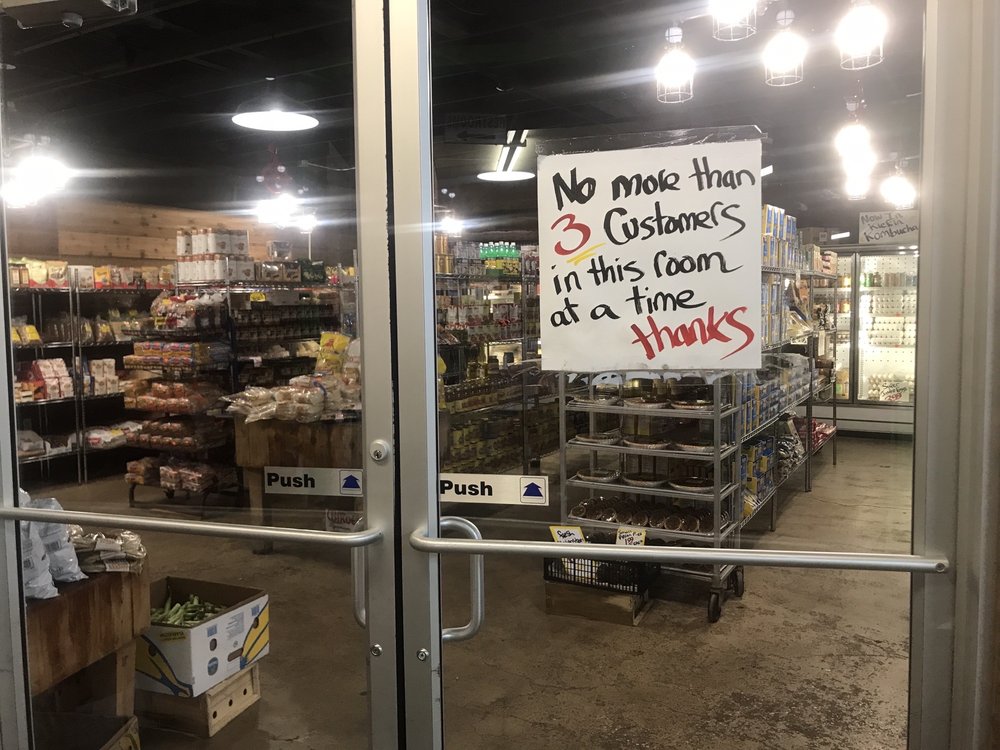 No more than
3 Customers
in this room
at a time
thanks
Now in
Kombucha
Push
Push